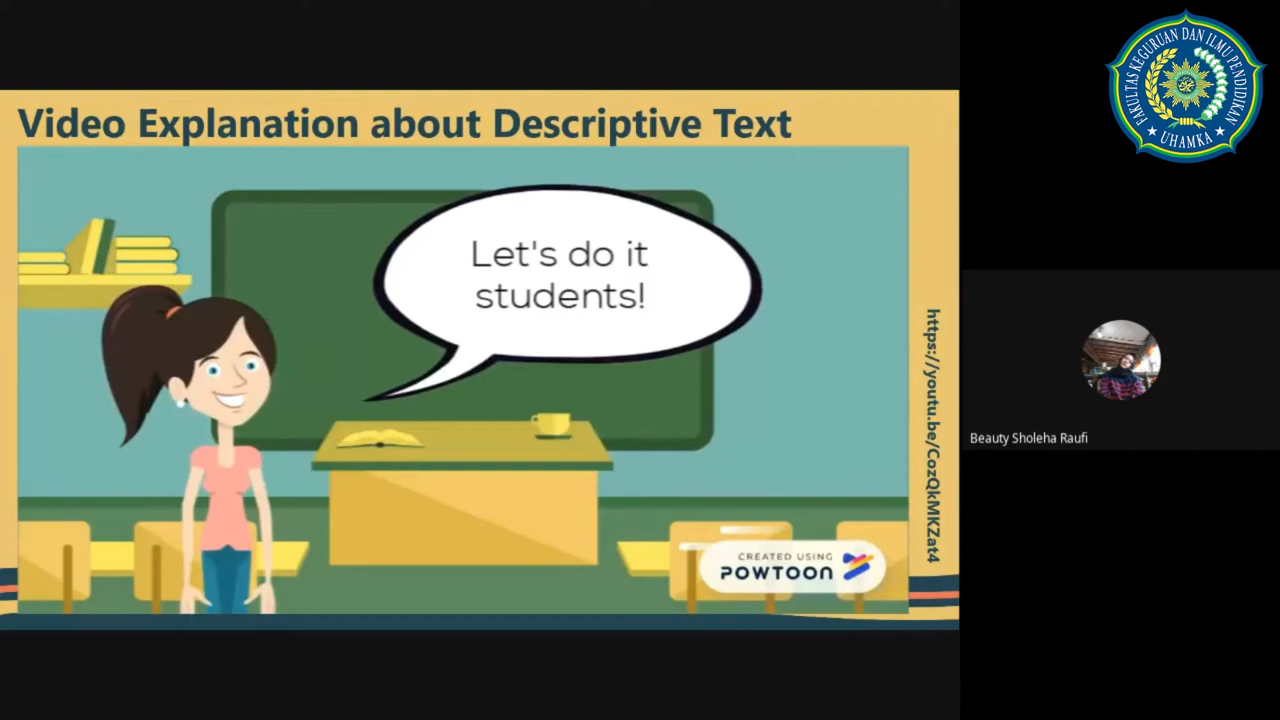 Video Explanation about Descriptive Text
Let's do it
students!
https://youtu.be/CozQkMKZat4
CREATED USING
POWTOON
FAKULTAS KEGURUAN DAN ILMU PENDIDIKAN
UHAMKA
Beauty Sholeha Raufi